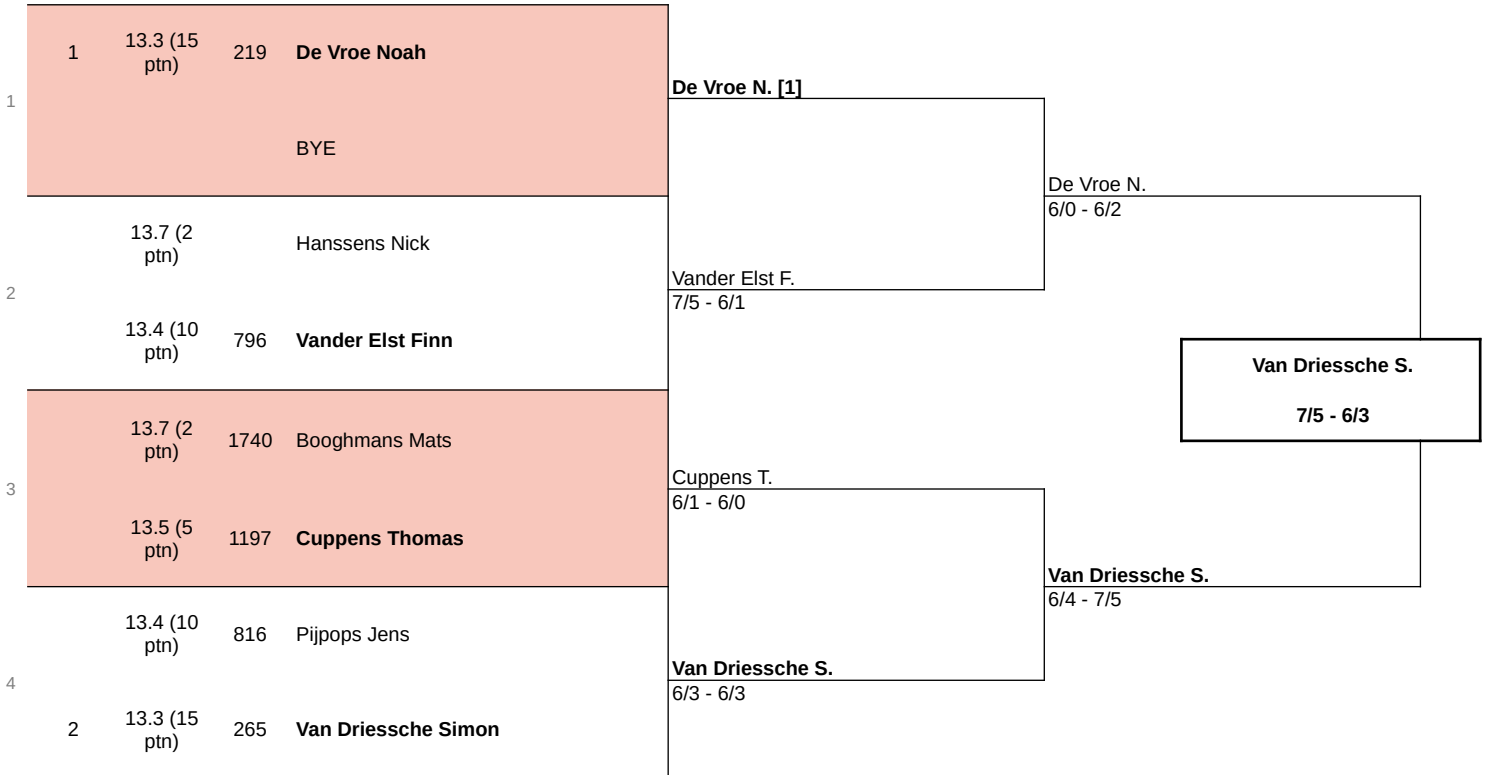 1 13.3 (15 ptn) 219 De Vroe Noah
1
BYE
13.7 (2 ptn) Hanssens Nick
2
13.4 (10 ptn) 796 Vander Elst Finn
13.7 (2 ptn) 1740 Booghmans Mats
3
13.5 (5 ptn) 1197 Cuppens Thomas
13.4 (10 ptn) 816 Pijpops Jens
4
2 13.3 (15 ptn) 265 Van Driessche Simon
De Vroe N. [1]
Vander Elst F.
7/5 - 6/1
Cuppens T.
6/1 - 6/0
Van Driessche S.
6/3 - 6/3
De Vroe N.
6/0 - 6/2
Van Driessche S.
6/4 - 7/5
Van Driessche S.
7/5 - 6/3